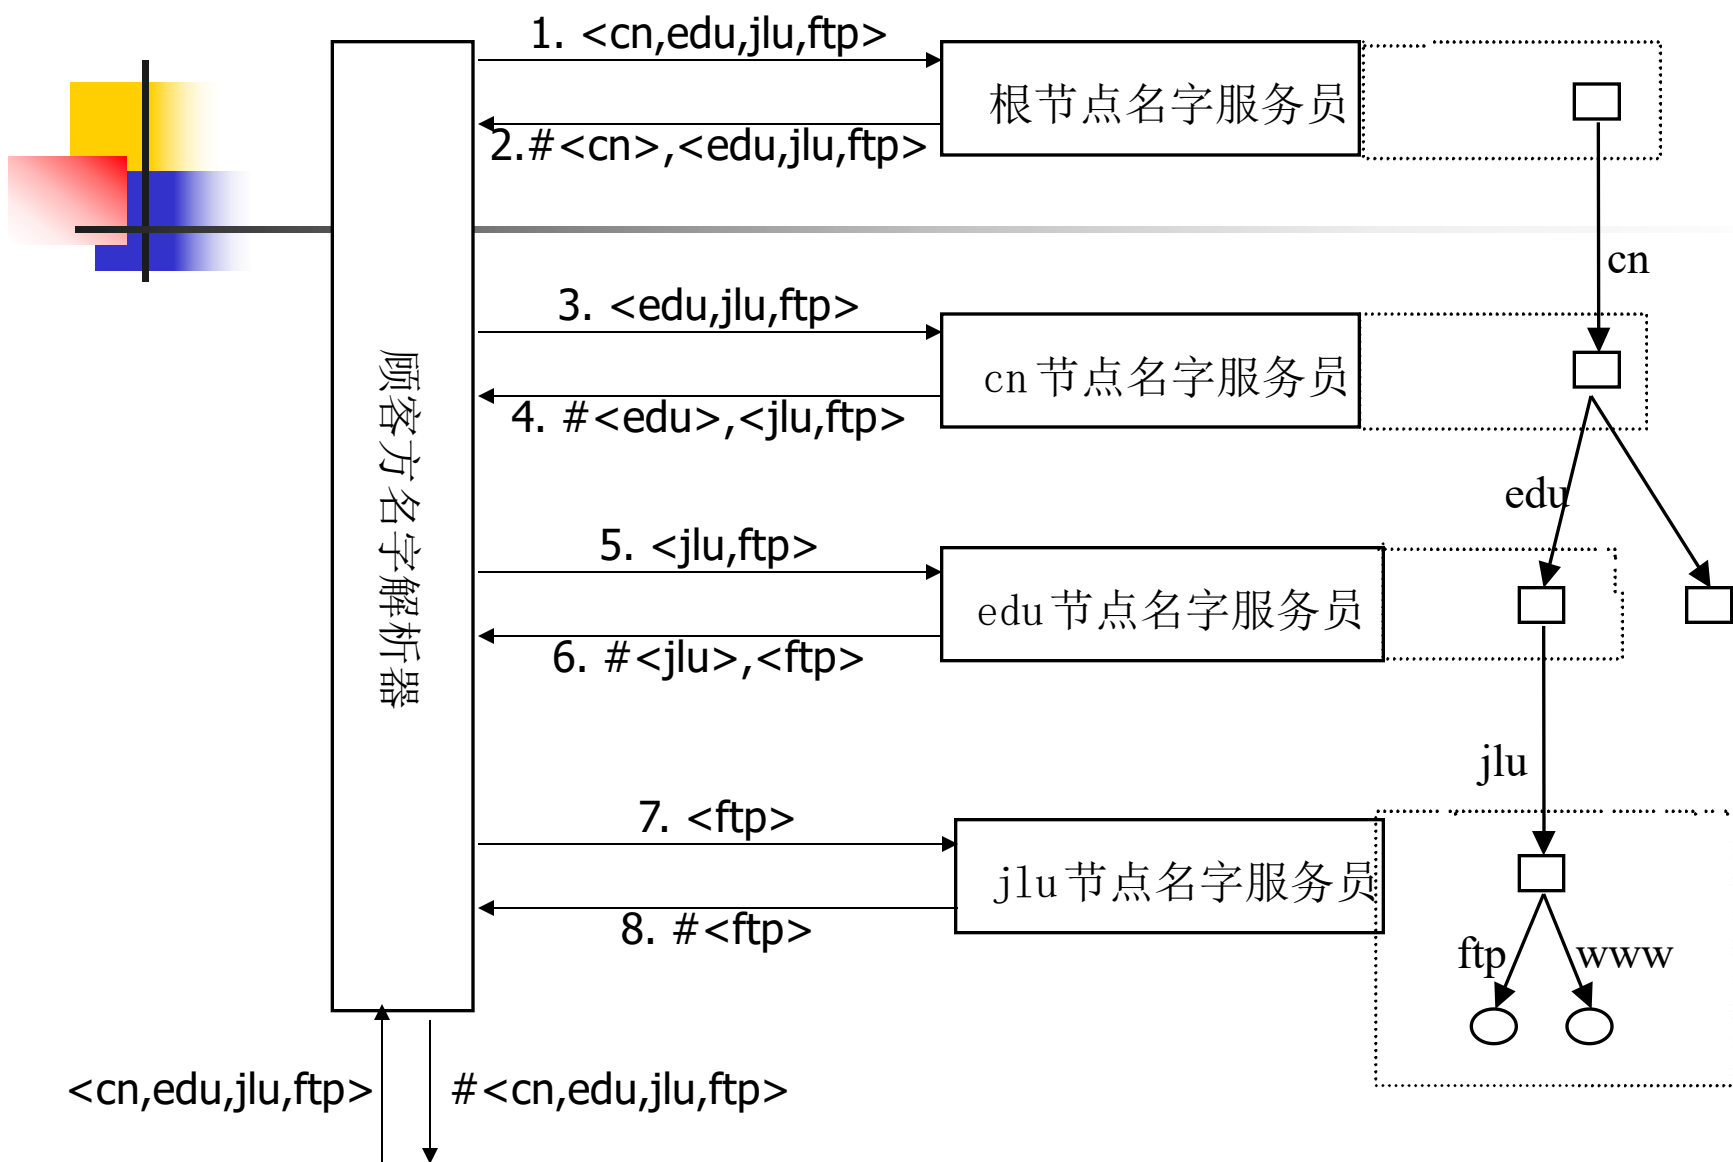 1. <cn,edu,jlu,ftp>
根节点名字服务员
2.#<cn>,<edu,jlu,ftp>
cn
3. <edu,jlu,ftp>
cn节点名字服务员
4. #<edu>,<jlu,ftp>
顾客方名字解析器
edu
5. <jlu,ftp>
edu节点名字服务员
6. #<jlu>,<ftp>
jlu
7. <ftp>
jlu节点名字服务员
8. #<ftp>
ftp
www
<cn,edu,jlu,ftp>
#<cn,edu,jlu,ftp>